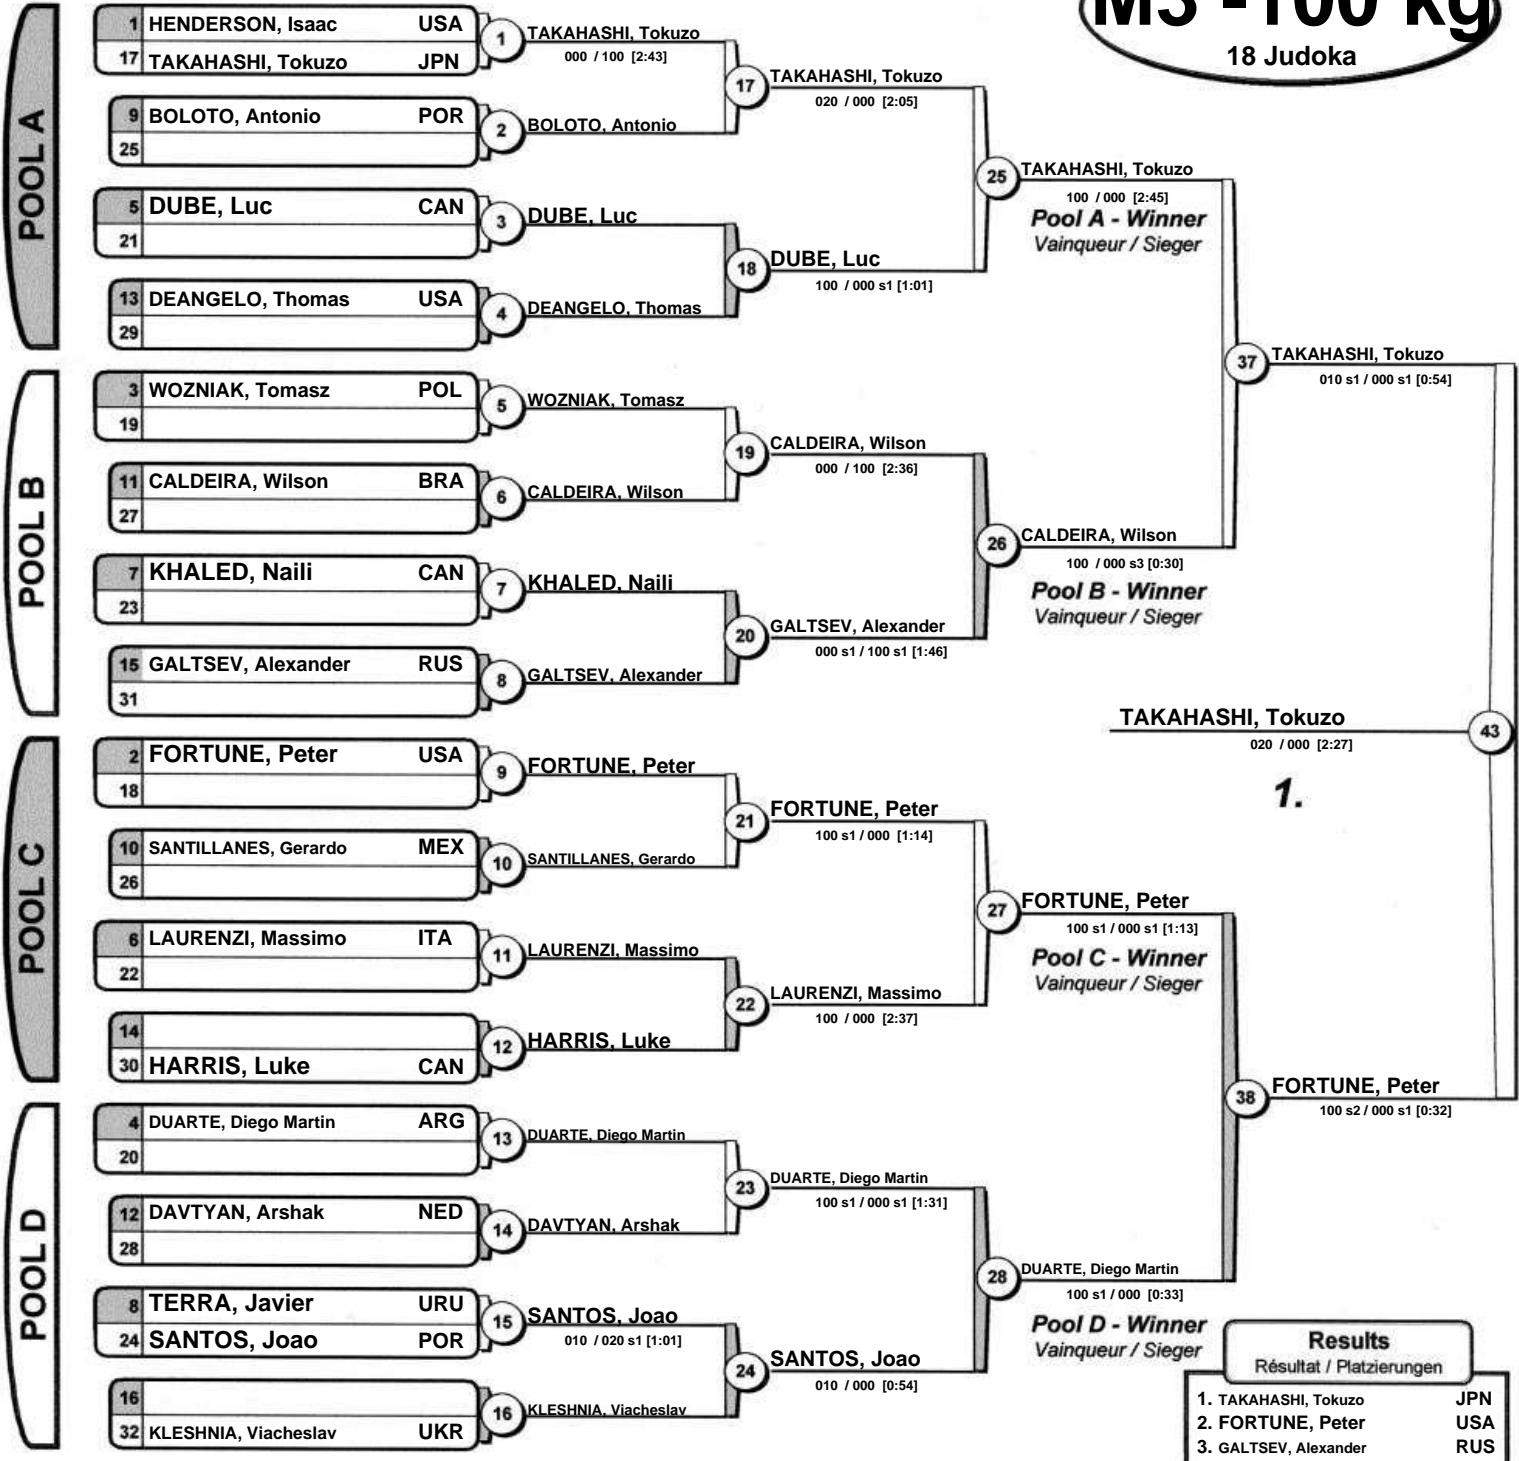 M3 -100 kg
18 Judoka
POOL A
1 HENDERSON, Isaac USA
17 TAKAHASHI, Tokuzo JPN
1
TAKAHASHI, Tokuzo
000 / 100 [2:43]
9 BOLOTO, Antonio POR
25
2
BOLOTO, Antonio
17
TAKAHASHI, Tokuzo
020 / 000 [2:05]
5 DUBE, Luc CAN
21
3
DUBE, Luc
13 DEANGELO, Thomas USA
29
4
DEANGELO, Thomas
18
DUBE, Luc
100 / 000 s1 [1:01]
25
TAKAHASHI, Tokuzo
100 / 000 [2:45]
Pool A - Winner
Vainqueur / Sieger
POOL B
3 WOZNIAK, Tomasz POL
19
5
WOZNIAK, Tomasz
11 CALDEIRA, Wilson BRA
27
6
CALDEIRA, Wilson
19
CALDEIRA, Wilson
000 / 100 [2:36]
7 KHALED, Naili CAN
23
7
KHALED, Naili
15 GALTSEV, Alexander RUS
31
8
GALTSEV, Alexander
20
GALTSEV, Alexander
000 s1 / 100 s1 [1:46]
26
CALDEIRA, Wilson
100 / 000 s3 [0:30]
Pool B - Winner
Vainqueur / Sieger
37
TAKAHASHI, Tokuzo
010 s1 / 000 s1 [0:54]
POOL C
2 FORTUNE, Peter USA
18
9
FORTUNE, Peter
10 SANTILLANES, Gerardo MEX
26
10
SANTILLANES, Gerardo
21
FORTUNE, Peter
100 s1 / 000 [1:14]
6 LAURENZI, Massimo ITA
22
11
LAURENZI, Massimo
14
30 HARRIS, Luke CAN
12
HARRIS, Luke
22
LAURENZI, Massimo
100 / 000 [2:37]
27
FORTUNE, Peter
100 s1 / 000 s1 [1:13]
Pool C - Winner
Vainqueur / Sieger
POOL D
4 DUARTE, Diego Martin ARG
20
13
DUARTE, Diego Martin
12 DAVTYAN, Arshak NED
28
14
DAVTYAN, Arshak
23
DUARTE, Diego Martin
100 s1 / 000 s1 [1:31]
8 TERRA, Javier URU
24 SANTOS, Joao POR
15
SANTOS, Joao
010 / 020 s1 [1:01]
16
32 KLESHNIA, Viacheslav UKR
16
KLESHNIA, Viacheslav
24
SANTOS, Joao
010 / 000 [0:54]
28
DUARTE, Diego Martin
100 s1 / 000 [0:33]
Pool D - Winner
Vainqueur / Sieger
38
FORTUNE, Peter
100 s2 / 000 s1 [0:32]
TAKAHASHI, Tokuzo
43
020 / 000 [2:27]
1.
Results
Résultat / Platzierungen
1. TAKAHASHI, Tokuzo JPN
2. FORTUNE, Peter USA
3. GALTSEV, Alexander RUS